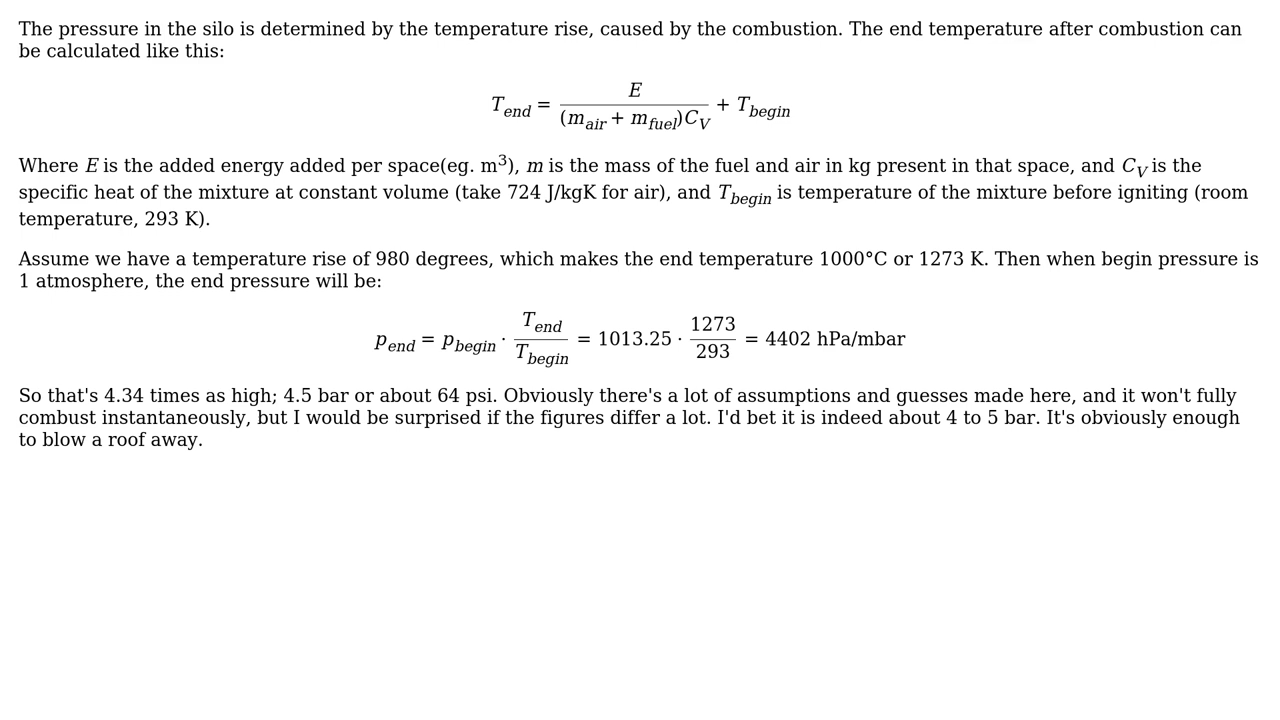 The pressure in the silo is determined by the temperature rise, caused by the combustion. The end temperature after combustion can
be calculated like this:
T_end = E / ((m_air + m_fuel)C_V) + T_begin
Where E is the added energy added per space(eg. m³), m is the mass of the fuel and air in kg present in that space, and C_V is the
specific heat of the mixture at constant volume (take 724 J/kgK for air), and T_begin is temperature of the mixture before igniting (room
temperature, 293 K).
Assume we have a temperature rise of 980 degrees, which makes the end temperature 1000°C or 1273 K. Then when begin pressure is
1 atmosphere, the end pressure will be:
p_end = p_begin · T_end / T_begin = 1013.25 · 1273 / 293 = 4402 hPa/mbar
So that's 4.34 times as high; 4.5 bar or about 64 psi. Obviously there's a lot of assumptions and guesses made here, and it won't fully
combust instantaneously, but I would be surprised if the figures differ a lot. I'd bet it is indeed about 4 to 5 bar. It's obviously enough
to blow a roof away.